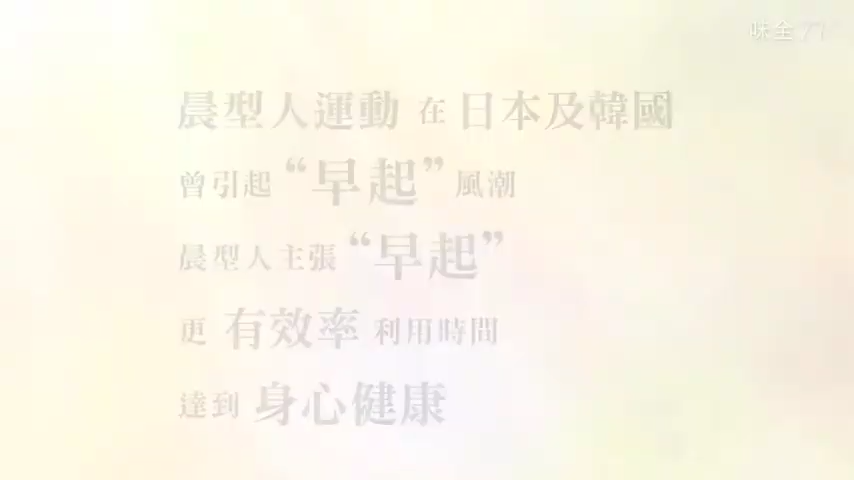 味全
晨型人運動 在 日本及韓國
曾引起 “早起” 風潮
晨型人主張 “早起”
更 有效率 利用時間
達到 身心健康